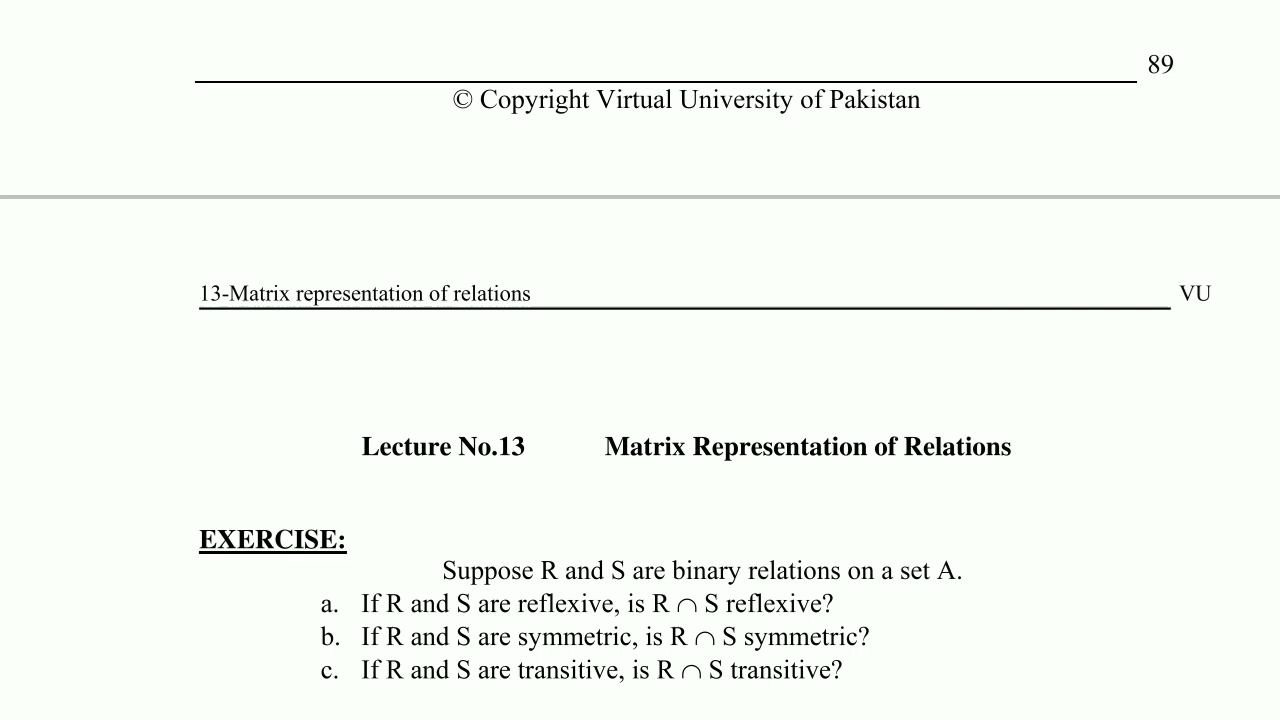 89
© Copyright Virtual University of Pakistan
13-Matrix representation of relations VU
Lecture No.13 Matrix Representation of Relations
EXERCISE:
Suppose R and S are binary relations on a set A.
a. If R and S are reflexive, is R ∩ S reflexive?
b. If R and S are symmetric, is R ∩ S symmetric?
c. If R and S are transitive, is R ∩ S transitive?